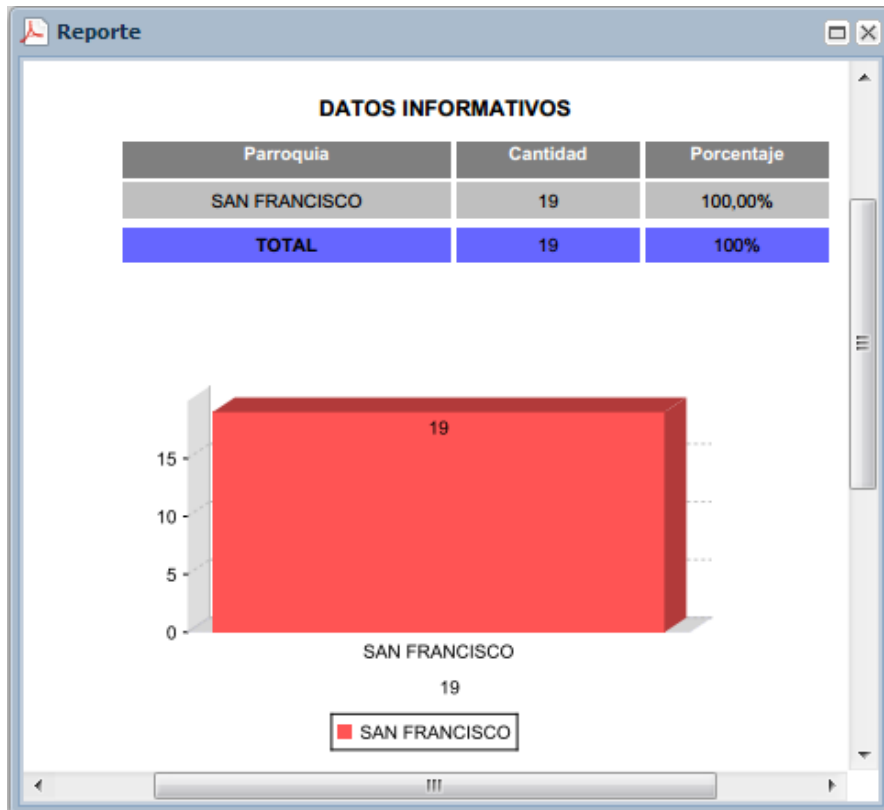 Reporte
DATOS INFORMATIVOS
Parroquia Cantidad Porcentaje
SAN FRANCISCO 19 100,00%
TOTAL 19 100%
19
15
10
5
0
SAN FRANCISCO
19
SAN FRANCISCO